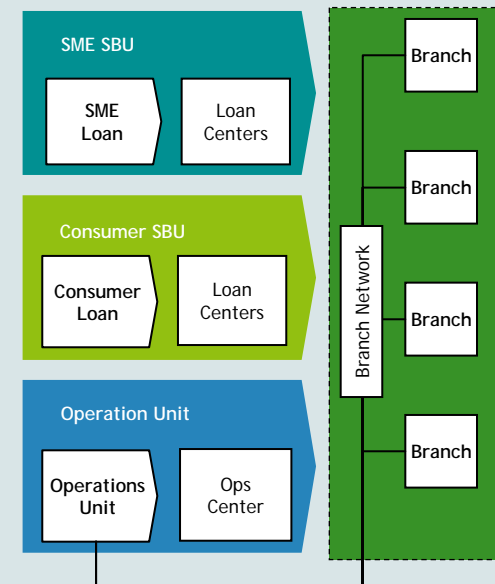 SME SBU
SME
Loan
Loan
Centers
Consumer SBU
Consumer
Loan
Loan
Centers
Operation Unit
Operations
Unit
Ops
Center
Branch Network
Branch
Branch
Branch
Branch